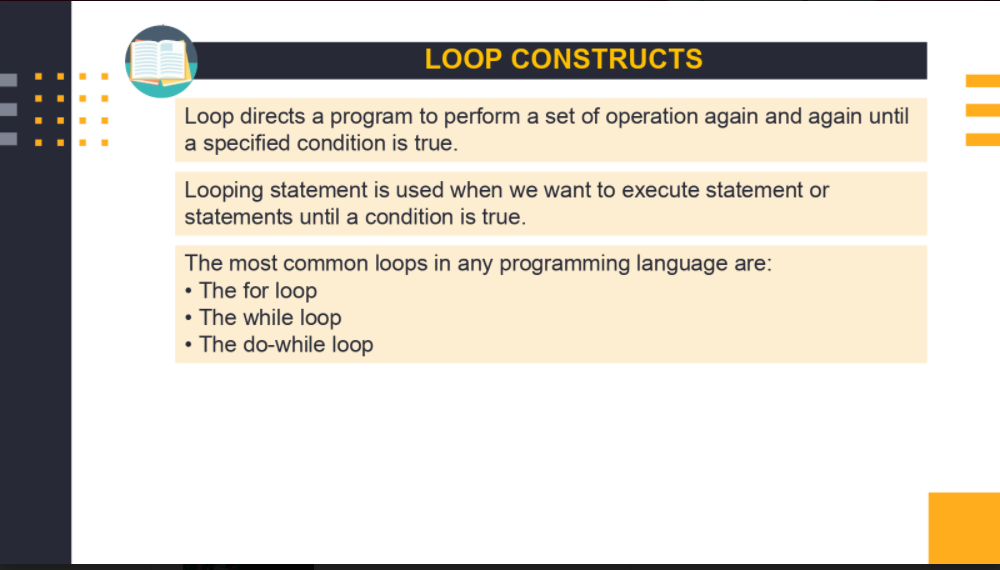 LOOP CONSTRUCTS
Loop directs a program to perform a set of operation again and again until
a specified condition is true.
Looping statement is used when we want to execute statement or
statements until a condition is true.
The most common loops in any programming language are:
• The for loop
• The while loop
• The do-while loop